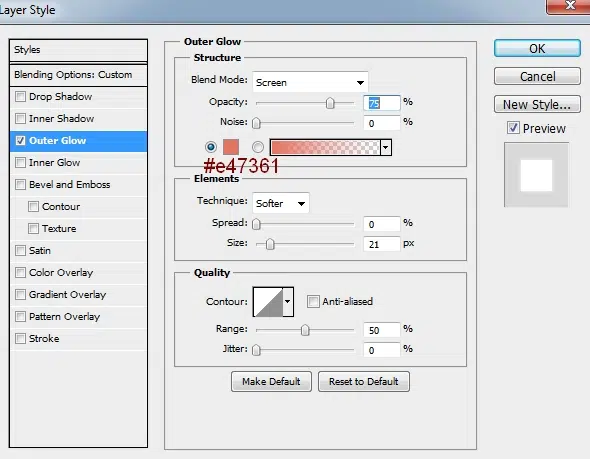 Layer Style
Styles
Blending Options: Custom
Drop Shadow
Inner Shadow
Outer Glow
Inner Glow
Bevel and Emboss
Contour
Texture
Satin
Color Overlay
Gradient Overlay
Pattern Overlay
Stroke
Outer Glow
Structure
Blend Mode: Screen
Opacity: 75 %
Noise: 0 %
#e47361
Elements
Technique: Softer
Spread: 0 %
Size: 21 px
Quality
Contour: Anti-aliased
Range: 50 %
Jitter: 0 %
Make Default Reset to Default
OK
Cancel
New Style...
Preview